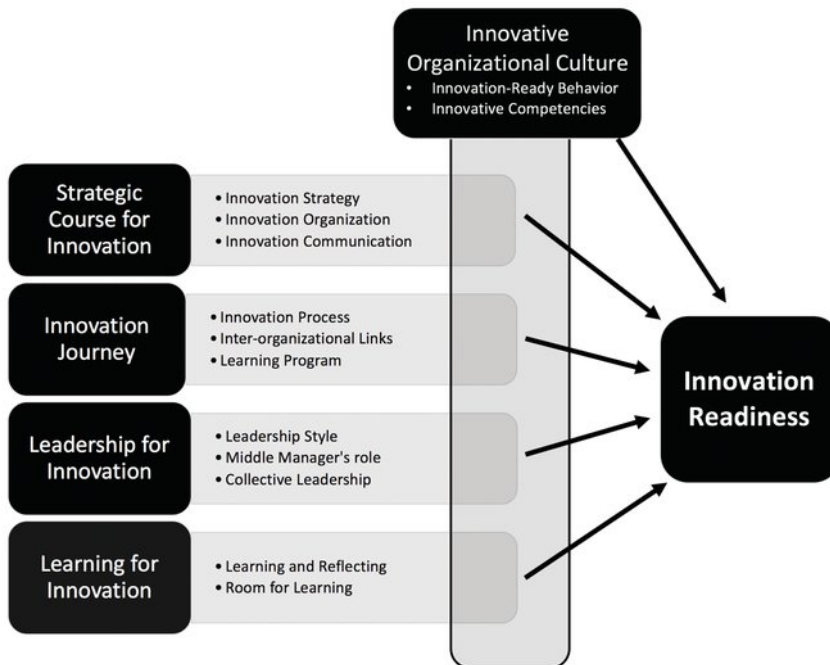 Innovative
Organizational Culture
• Innovation-Ready Behavior
• Innovative Competencies
Strategic
Course for
Innovation
• Innovation Strategy
• Innovation Organization
• Innovation Communication
Innovation
Journey
• Innovation Process
• Inter-organizational Links
• Learning Program
Leadership for
Innovation
• Leadership Style
• Middle Manager's role
• Collective Leadership
Learning for
Innovation
• Learning and Reflecting
• Room for Learning
Innovation
Readiness